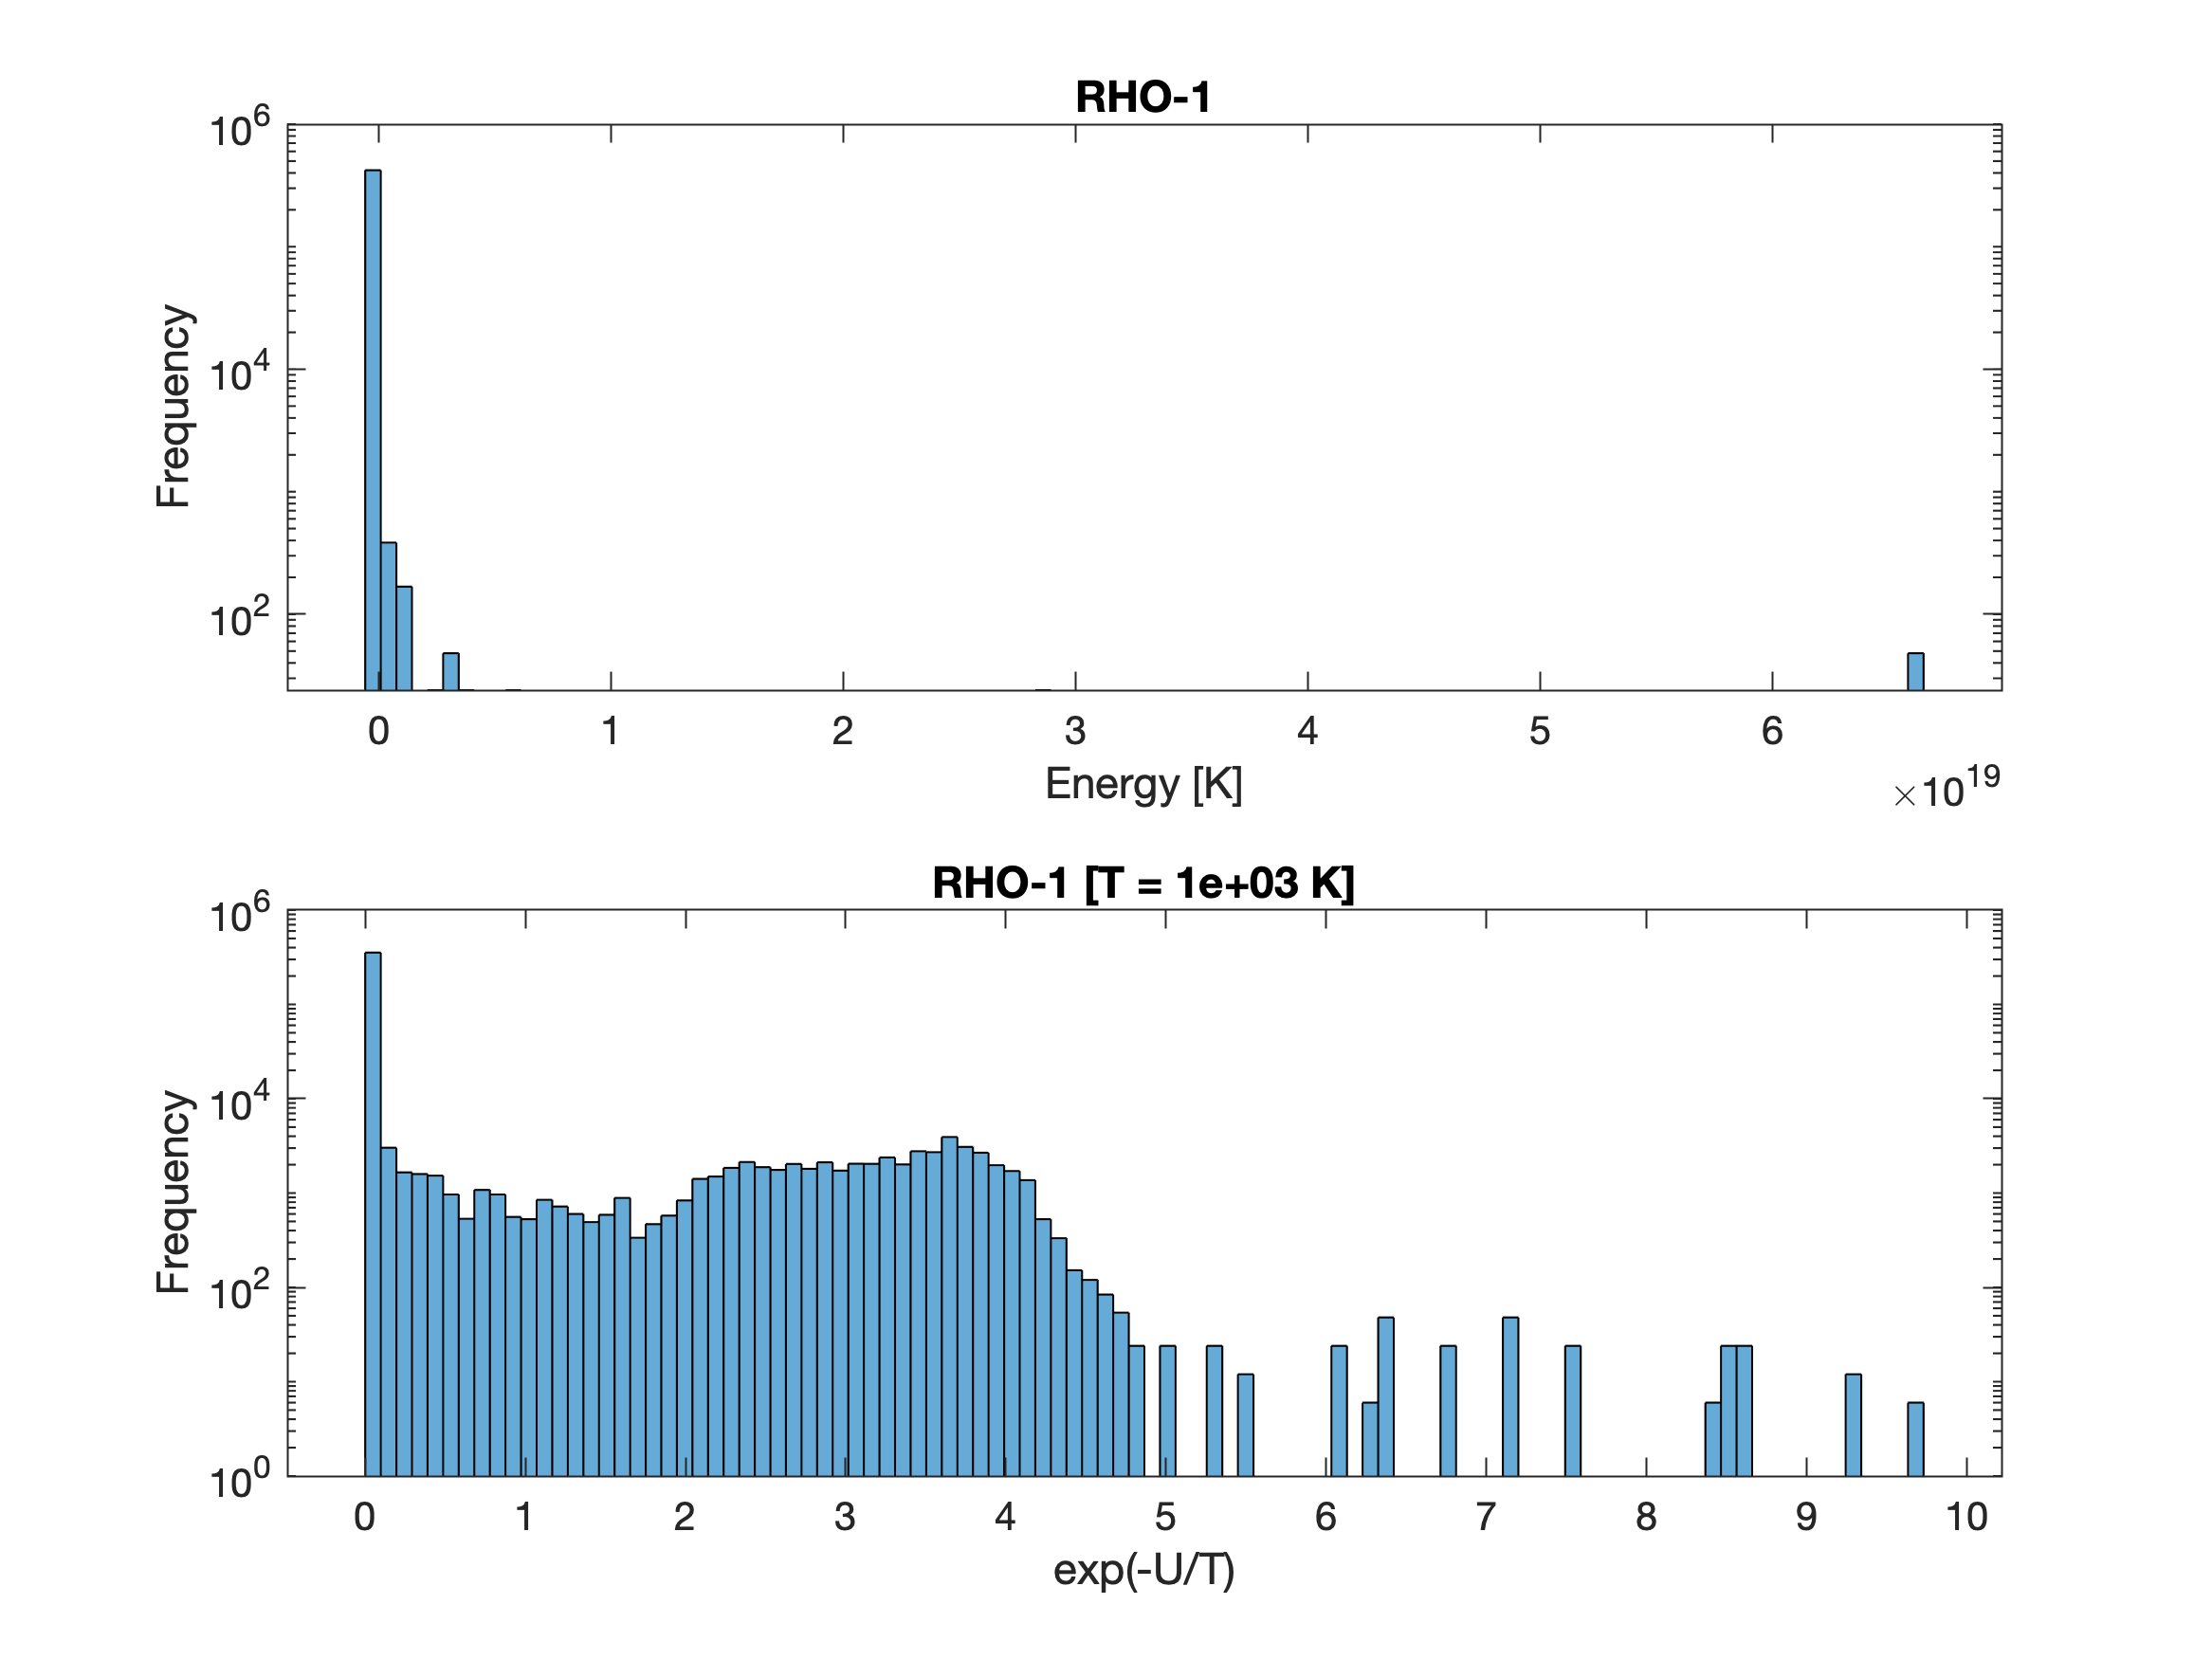 RHO-1
10^6
10^4
10^2
Frequency
0 1 2 3 4 5 6
Energy [K]
×10^19
RHO-1 [T = 1e+03 K]
10^6
10^4
10^2
10^0
Frequency
0 1 2 3 4 5 6 7 8 9 10
exp(-U/T)